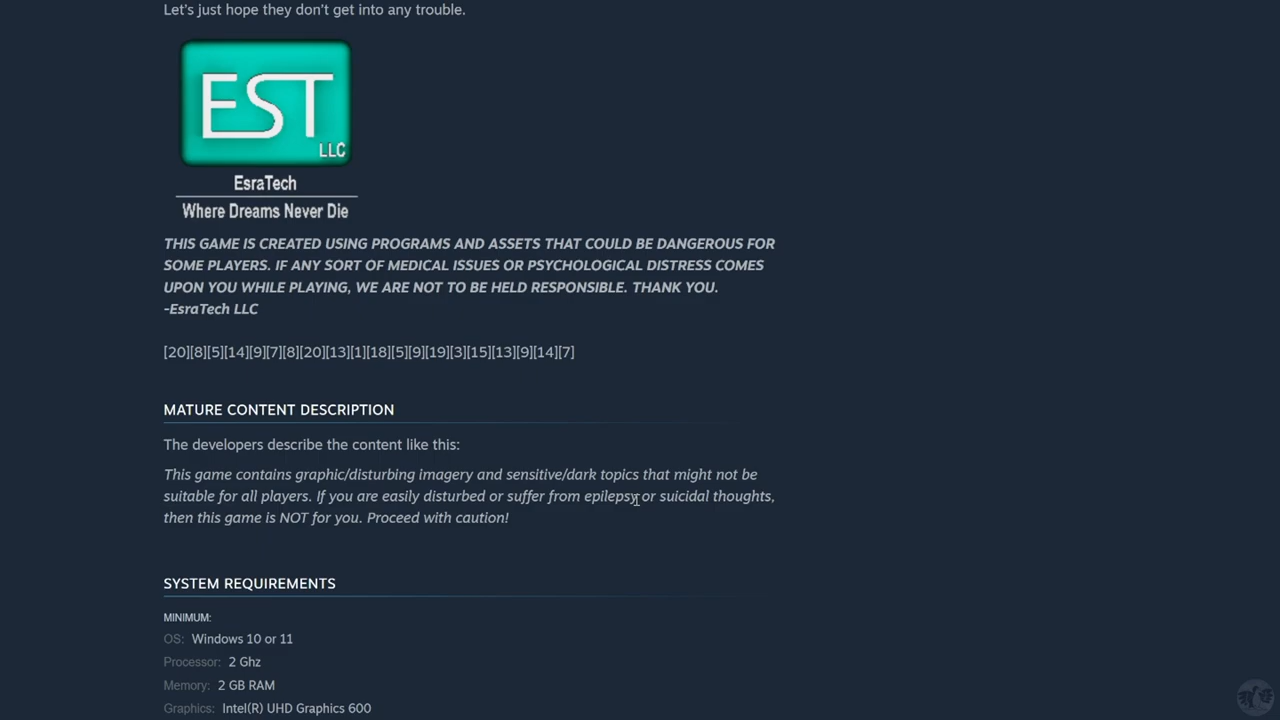 Let's just hope they don't get into any trouble.
EST
LLC
EsraTech
Where Dreams Never Die
THIS GAME IS CREATED USING PROGRAMS AND ASSETS THAT COULD BE DANGEROUS FOR
SOME PLAYERS. IF ANY SORT OF MEDICAL ISSUES OR PSYCHOLOGICAL DISTRESS COMES
UPON YOU WHILE PLAYING, WE ARE NOT TO BE HELD RESPONSIBLE. THANK YOU.
-EsraTech LLC
[20][8][5][14][9][7][8][20][13][1][18][5][9][19][3][15][13][9][14][7]
MATURE CONTENT DESCRIPTION
The developers describe the content like this:
This game contains graphic/disturbing imagery and sensitive/dark topics that might not be
suitable for all players. If you are easily disturbed or suffer from epilepsy or suicidal thoughts,
then this game is NOT for you. Proceed with caution!
SYSTEM REQUIREMENTS
MINIMUM:
OS: Windows 10 or 11
Processor: 2 Ghz
Memory: 2 GB RAM
Graphics: Intel(R) UHD Graphics 600